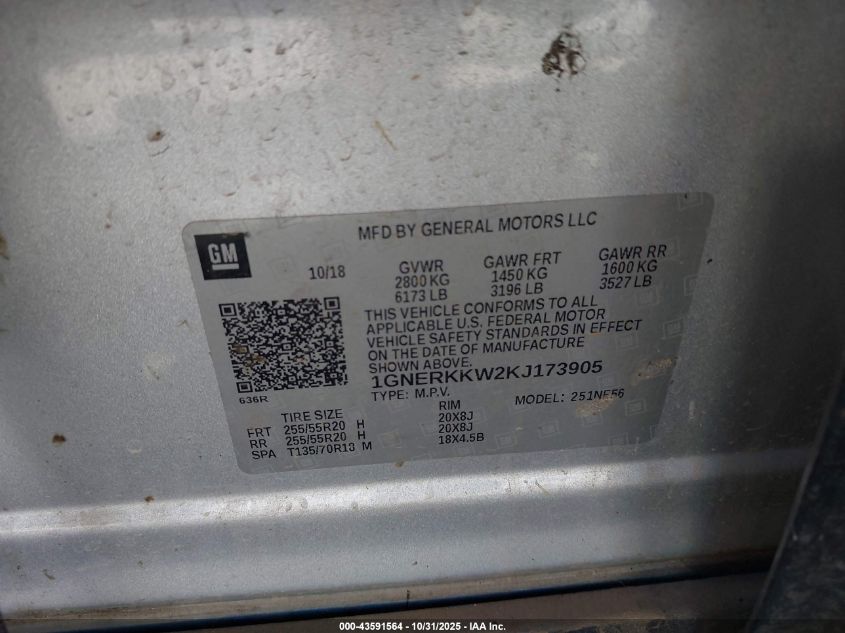 MFD BY GENERAL MOTORS LLC
GM
10/18
GVWR GAWR FRT GAWR RR
2800 KG 1450 KG 1600 KG
6173 LB 3196 LB 3527 LB
THIS VEHICLE CONFORMS TO ALL
APPLICABLE U.S. FEDERAL MOTOR
VEHICLE SAFETY STANDARDS IN EFFECT
ON THE DATE OF MANUFACTURE
SHOWN ABOVE.
1GNERKKW2KJ173905
636R
TYPE: M.P.V. MODEL: 251NE56
TIRE SIZE RIM
FRT 255/55R20 H 20X8J
RR 255/55R20 H 20X8J
SPA T135/70R18 M 18X4.5B
000-43591564 - 10/31/2025 - IAA Inc.